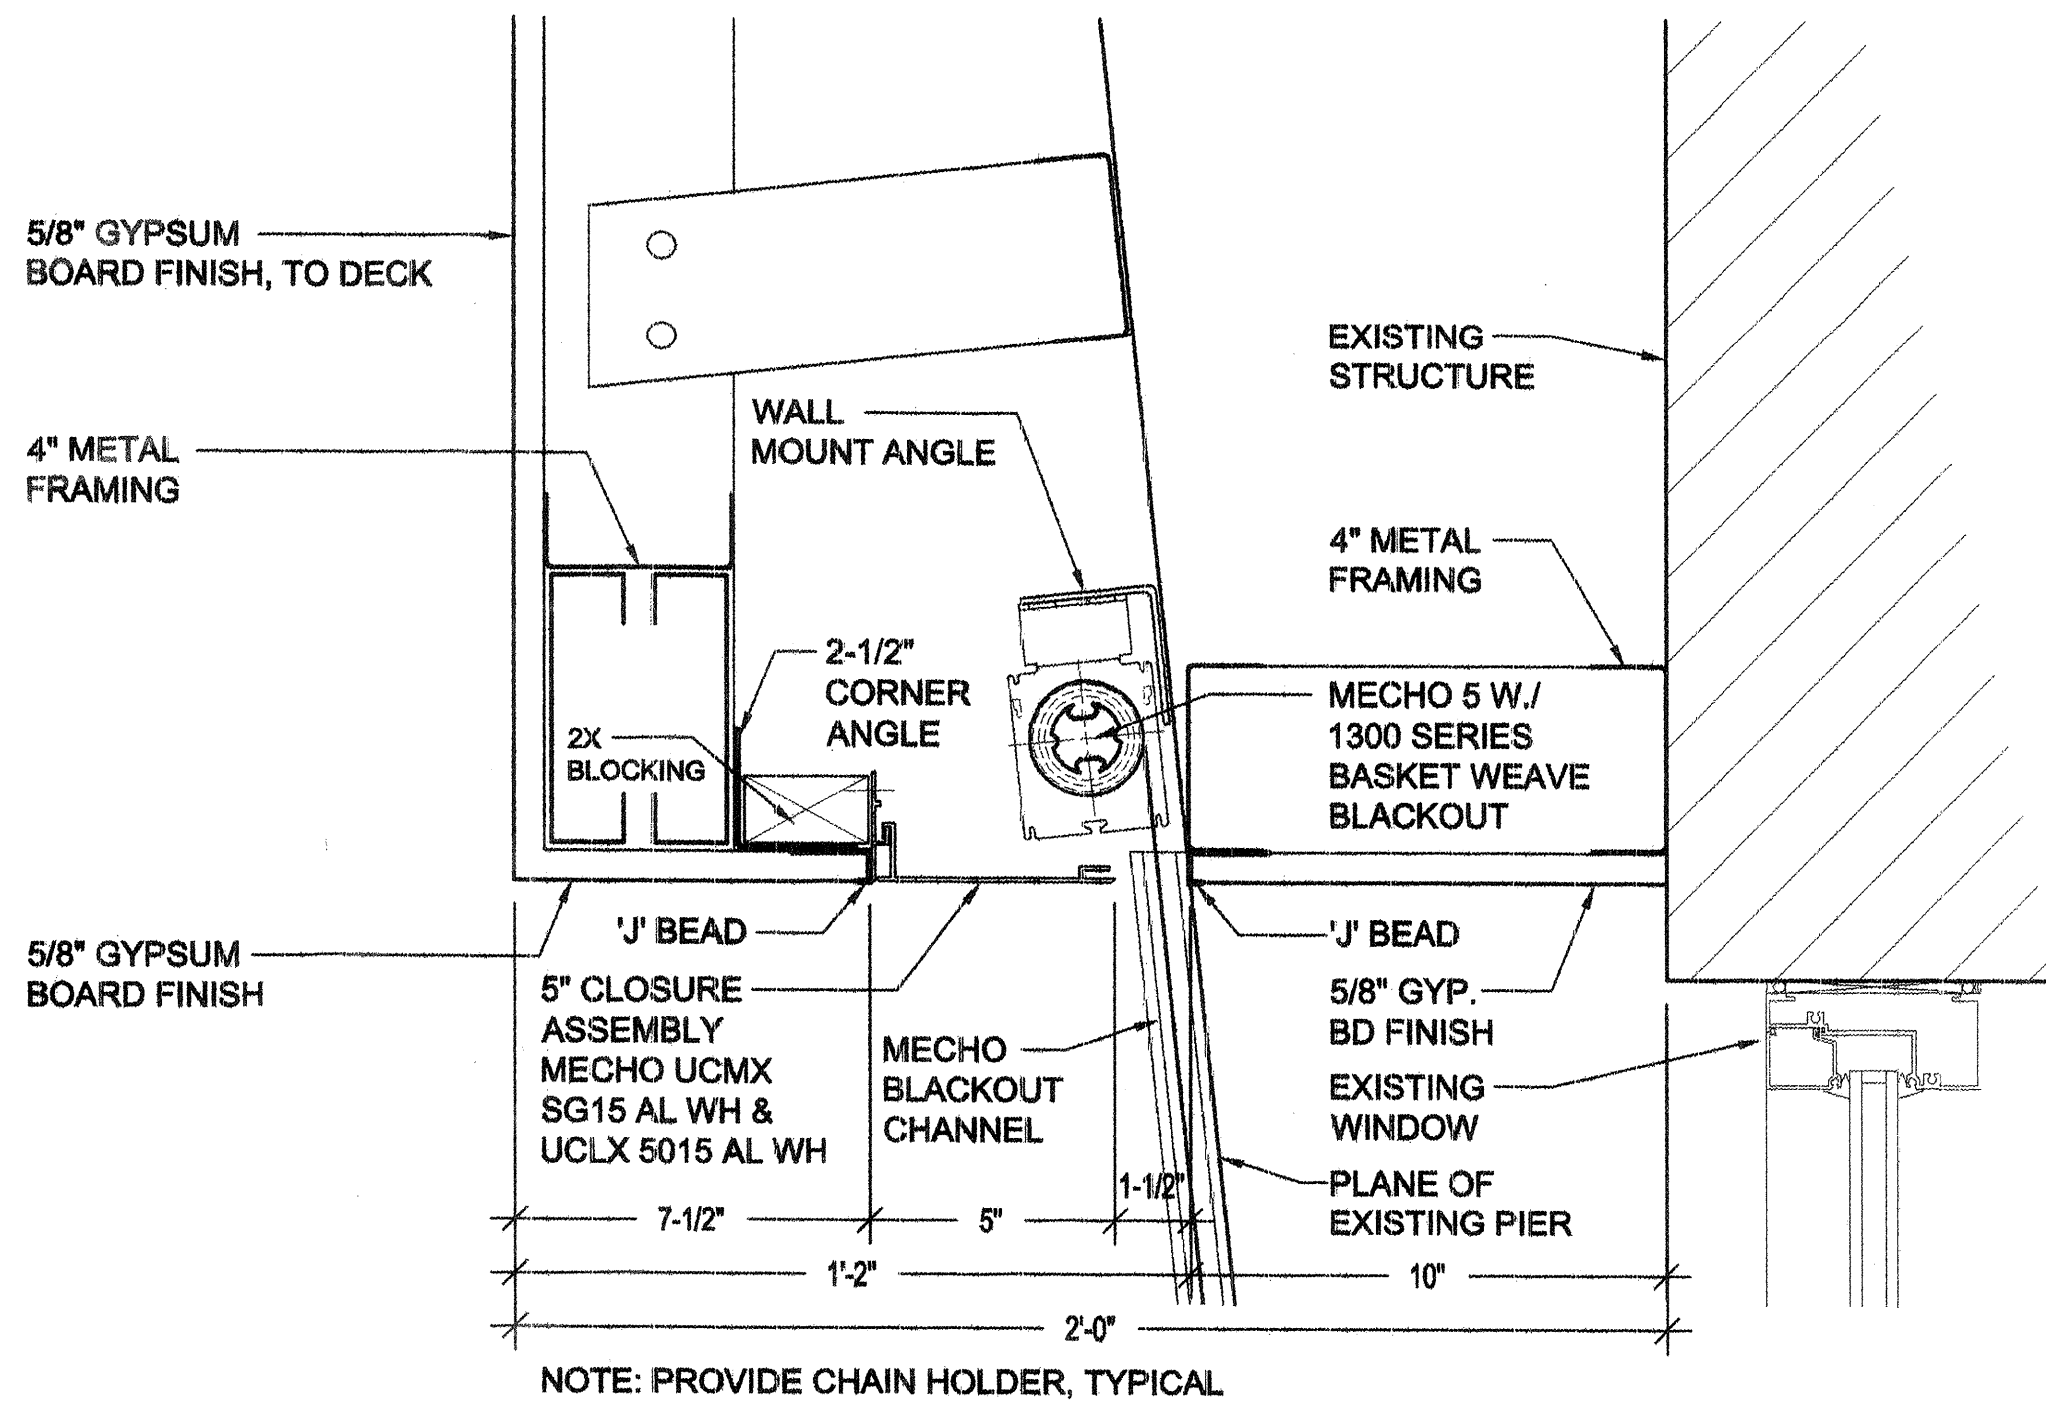 5/8" GYPSUM
BOARD FINISH, TO DECK
4" METAL
FRAMING
5/8" GYPSUM
BOARD FINISH
WALL
MOUNT ANGLE
2-1/2"
CORNER
ANGLE
2X
BLOCKING
'J' BEAD
5" CLOSURE
ASSEMBLY
MECHO UCMX
SG15 AL WH &
UCLX 5015 AL WH
MECHO
BLACKOUT
CHANNEL
EXISTING
STRUCTURE
4" METAL
FRAMING
MECHO 5 W./
1300 SERIES
BASKET WEAVE
BLACKOUT
'J' BEAD
5/8" GYP.
BD FINISH
EXISTING
WINDOW
PLANE OF
EXISTING PIER
7-1/2"
5"
1-1/2"
1'-2"
10"
2'-0"
NOTE: PROVIDE CHAIN HOLDER, TYPICAL